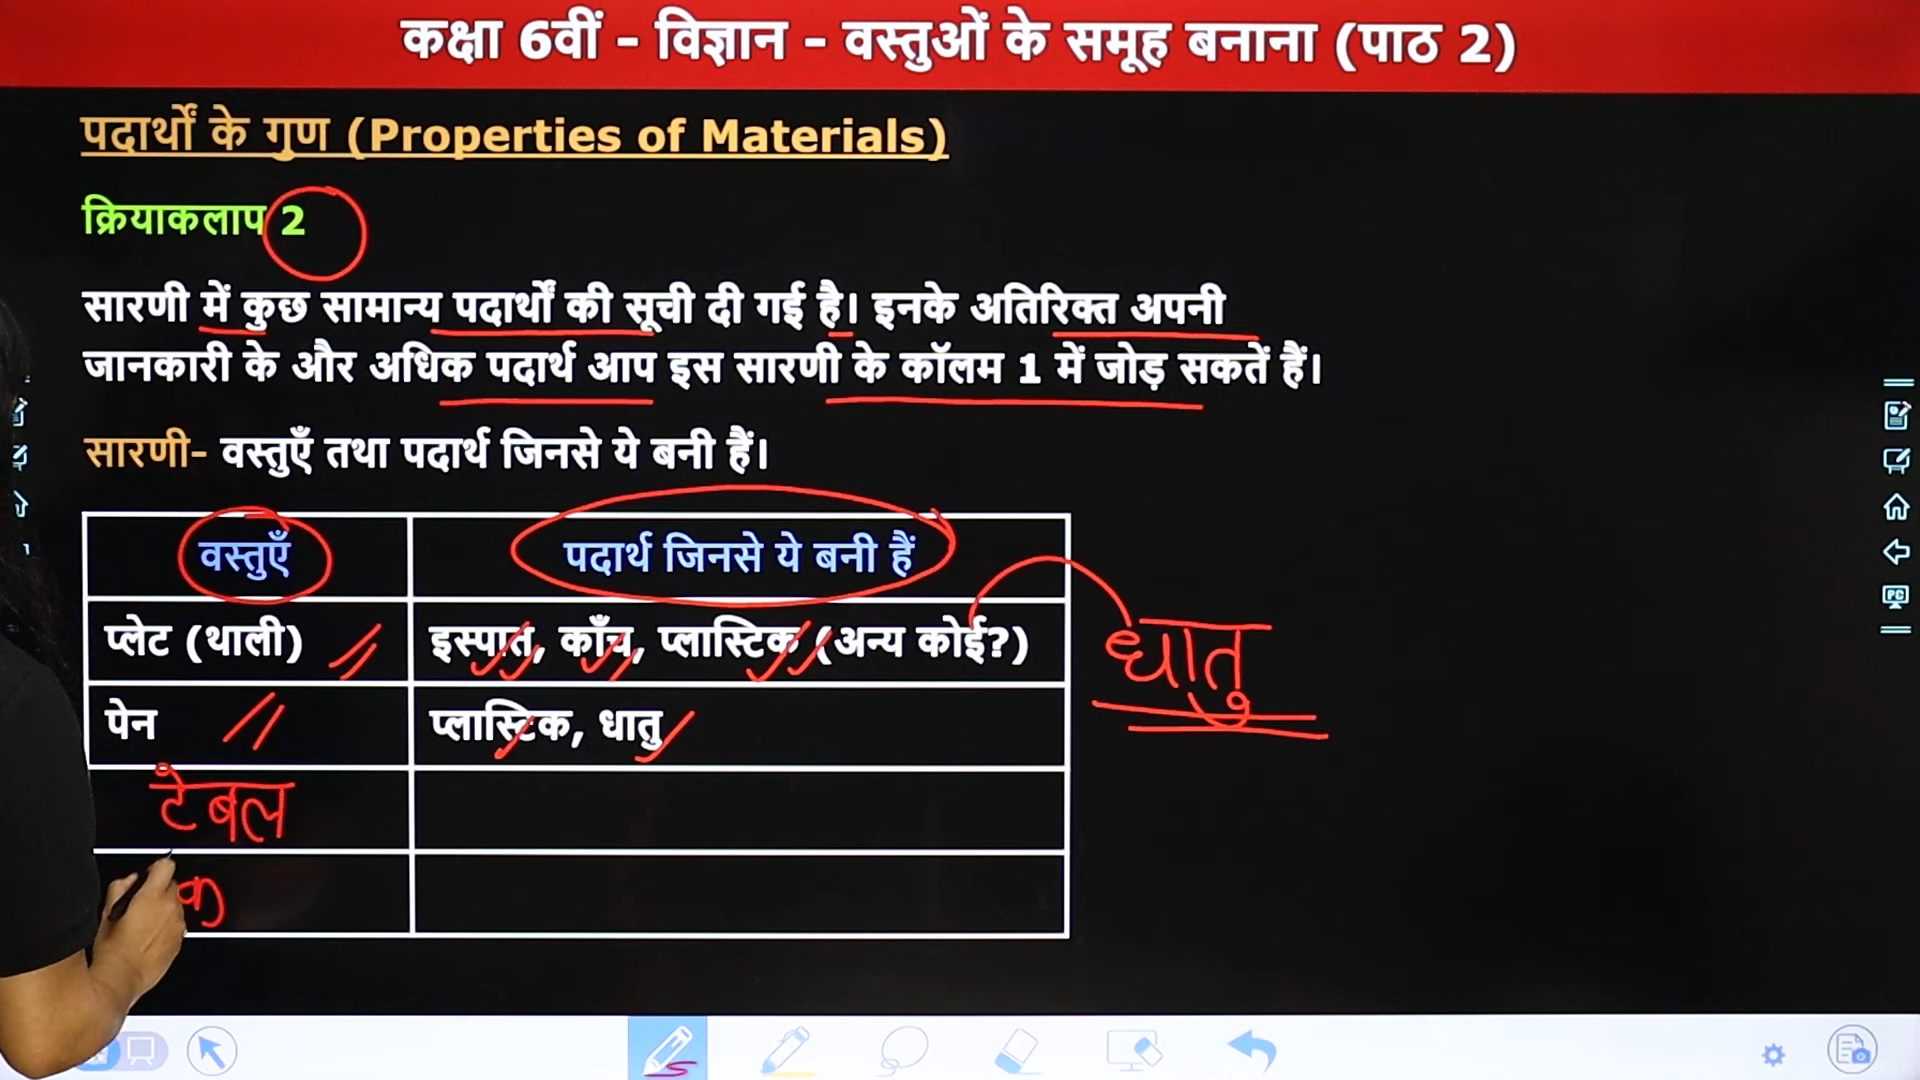 कक्षा 6वीं - विज्ञान - वस्तुओं के समूह बनाना (पाठ 2)
पदार्थों के गुण (Properties of Materials)
क्रियाकलाप 2
सारणी में कुछ सामान्य पदार्थों की सूची दी गई है। इनके अतिरिक्त अपनी
जानकारी के और अधिक पदार्थ आप इस सारणी के कॉलम 1 में जोड़ सकतें हैं।
सारणी- वस्तुएँ तथा पदार्थ जिनसे ये बनी हैं।
वस्तुएँ पदार्थ जिनसे ये बनी हैं
प्लेट (थाली) इस्पात, काँच, प्लास्टिक (अन्य कोई?) धातु
पेन प्लास्टिक, धातु
टेबल
PC